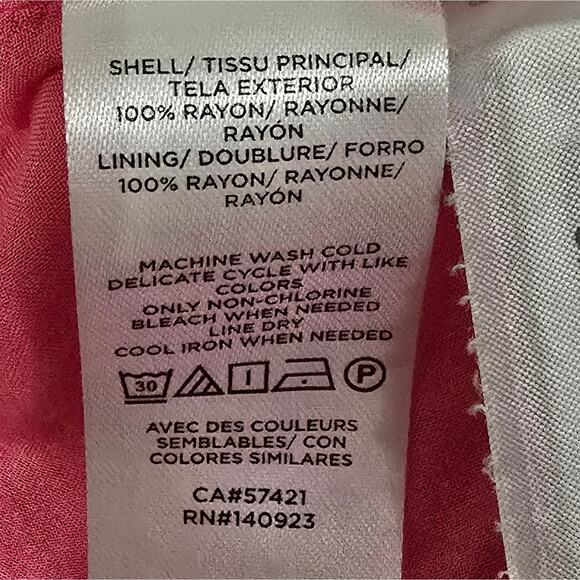 SHELL/ TISSU PRINCIPAL/
TELA EXTERIOR
100% RAYON/ RAYONNE/
RAYÓN
LINING/ DOUBLURE/ FORRO
100% RAYON/ RAYONNE/
RAYÓN
MACHINE WASH COLD
DELICATE CYCLE WITH LIKE
COLORS
ONLY NON-CHLORINE
BLEACH WHEN NEEDED
LINE DRY
COOL IRON WHEN NEEDED
30 P
AVEC DES COULEURS
SEMBLABLES/ CON
COLORES SIMILARES
CA#57421
RN#140923